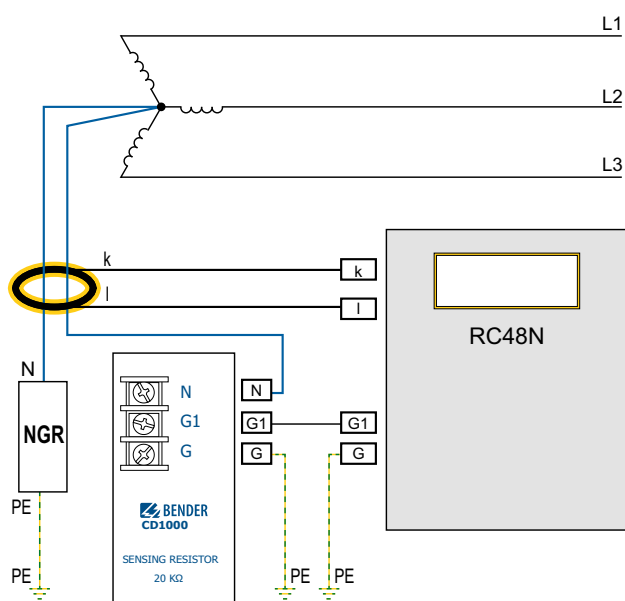 L1
L2
L3
k
k
l
l
RC48N
N
NGR
N
N
G1
G1
G1
G
G
G
PE
BENDER
CD1000
SENSING RESISTOR
20 KΩ
PE
PE
PE